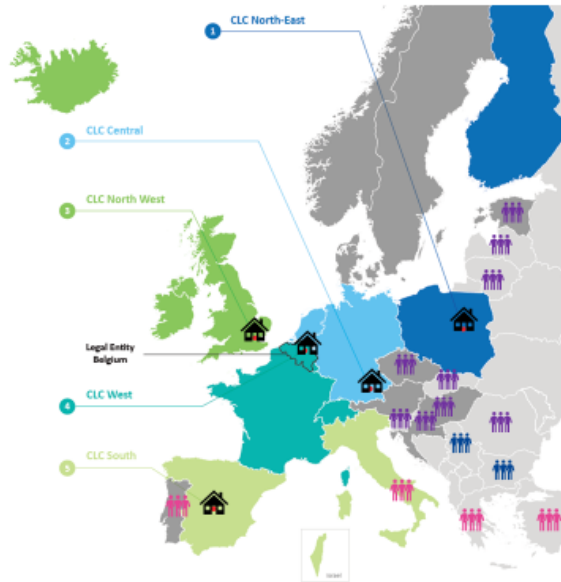 1 CLC North-East
2 CLC Central
3 CLC North West
Legal Entity
Belgium
4 CLC West
5 CLC South
Israel